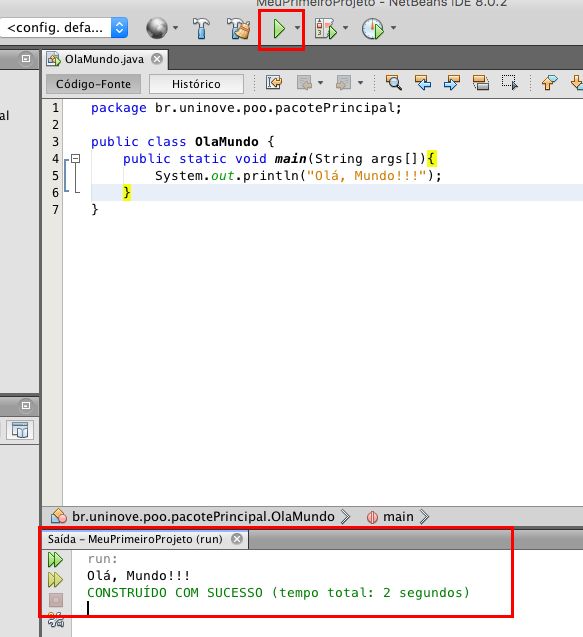 MeuPrimeiroProjeto - NetBeans IDE 8.0.2
<config. defa...
OlaMundo.java
Código-Fonte Histórico
al
1 package br.uninove.poo.pacotePrincipal;
2
3 public class OlaMundo {
4 public static void main(String args[]){
5 System.out.println("Olá, Mundo!!!");
6 }
7 }
br.uninove.poo.pacotePrincipal.OlaMundo main
Saída – MeuPrimeiroProjeto (run)
run:
Olá, Mundo!!!
CONSTRUÍDO COM SUCESSO (tempo total: 2 segundos)